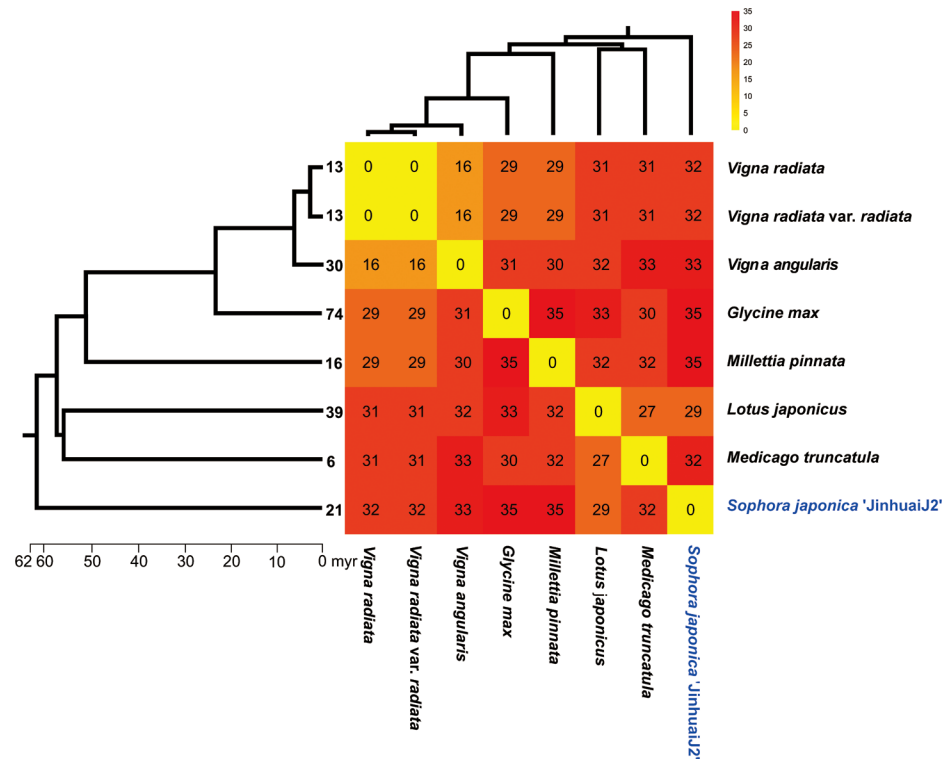 35
30
25
20
15
10
5
0
13 0 0 16 29 29 31 31 32 Vigna radiata
13 0 0 16 29 29 31 31 32 Vigna radiata var. radiata
30 16 16 0 31 30 32 33 33 Vigna angularis
74 29 29 31 0 35 33 30 35 Glycine max
16 29 29 30 35 0 32 32 35 Millettia pinnata
39 31 31 32 33 32 0 27 29 Lotus japonicus
6 31 31 33 30 32 27 0 32 Medicago truncatula
21 32 32 33 35 35 29 32 0 Sophora japonica 'JinhuaiJ2'
62 60 50 40 30 20 10 0 myr
Vigna radiata
Vigna radiata var. radiata
Vigna angularis
Glycine max
Millettia pinnata
Lotus japonicus
Medicago truncatula
Sophora japonica 'JinhuaiJ2'